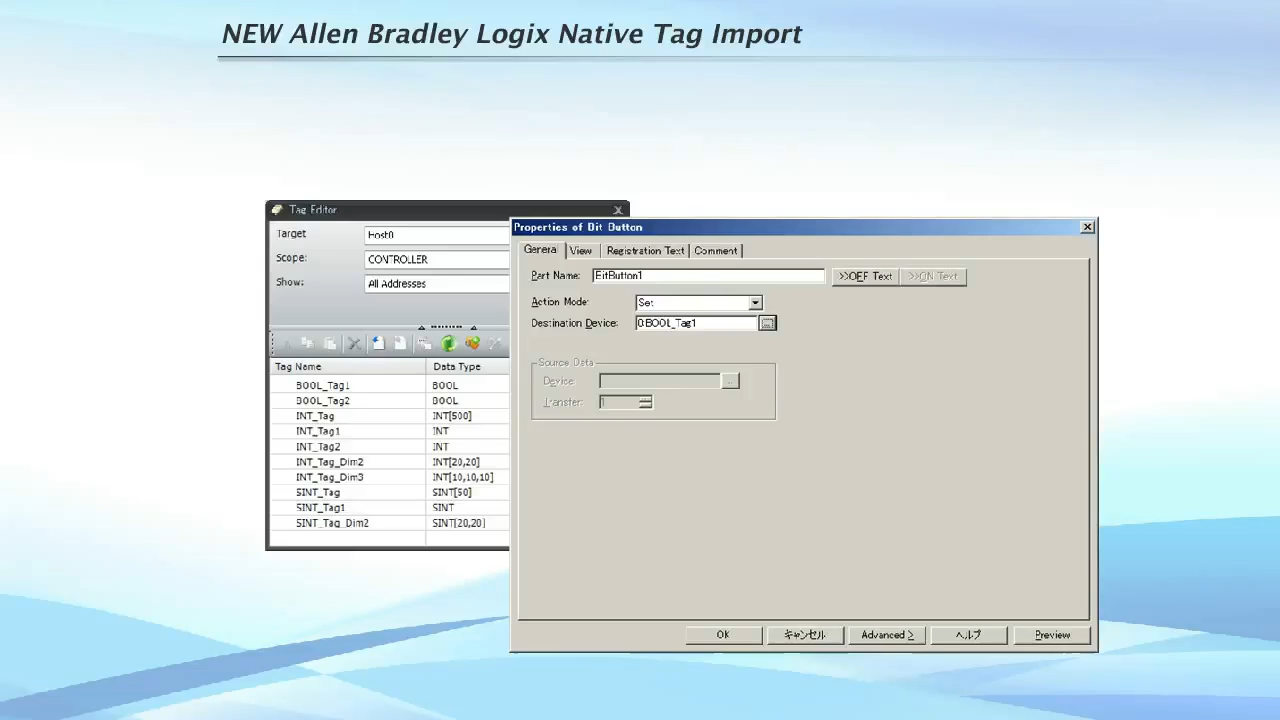 NEW Allen Bradley Logix Native Tag Import
Tag Editor
Target
Host0
Scope:
CONTROLLER
Show:
All Addresses
Tag Name
Data Type
BOOL_Tag1
BOOL
BOOL_Tag2
BOOL
INT_Tag
INT[500]
INT_Tag1
INT
INT_Tag2
INT
INT_Tag_Dim2
INT[20,20]
INT_Tag_Dim3
INT[10,10,10]
SINT_Tag
SINT[50]
SINT_Tag1
SINT
SINT_Tag_Dim2
SINT[20,20]
Properties of Bit Button
General
View
Registration Text
Comment
Part Name:
BitButton1
>>OFF Text
>>ON Text
Action Mode:
Set
Destination Device:
0:BOOL_Tag1
...
Source Data
Device:
...
Transfer:
1
OK
キャンセル
Advanced >
ヘルプ
Preview